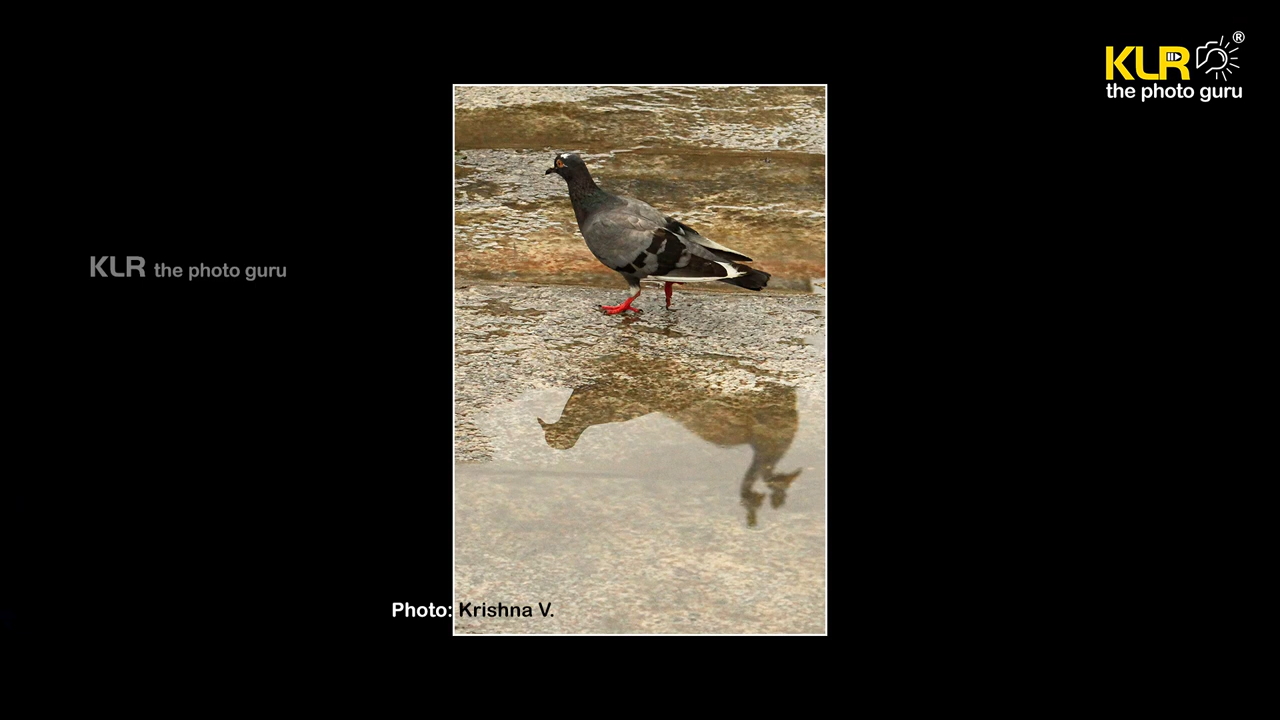 KLR
®
the photo guru
KLR the photo guru
Photo: Krishna V.